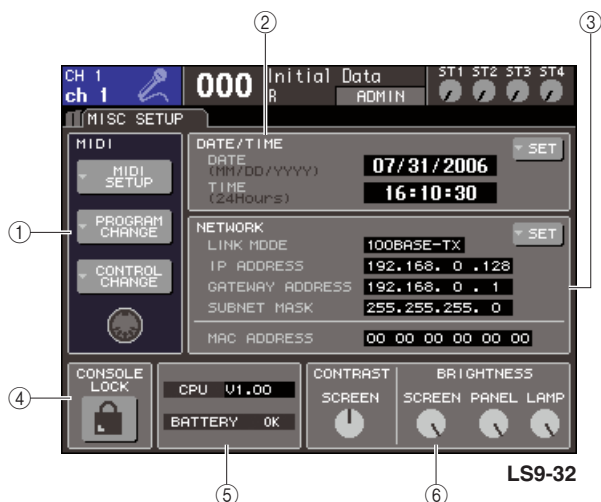 ② ③
CH 1
ch 1
000
Initial Data
R ADMIN
ST1 ST2 ST3 ST4
MISC SETUP
MIDI
MIDI SETUP
PROGRAM CHANGE
CONTROL CHANGE
①
DATE/TIME
SET
DATE
(MM/DD/YYYY)
07/31/2006
TIME
(24Hours)
16:10:30
NETWORK
SET
LINK MODE 100BASE-TX
IP ADDRESS 192.168. 0 .128
GATEWAY ADDRESS 192.168. 0 . 1
SUBNET MASK 255.255.255. 0
MAC ADDRESS 00 00 00 00 00 00
④
CONSOLE LOCK
CPU V1.00
BATTERY OK
CONTRAST
SCREEN
BRIGHTNESS
SCREEN PANEL LAMP
LS9-32
⑤ ⑥